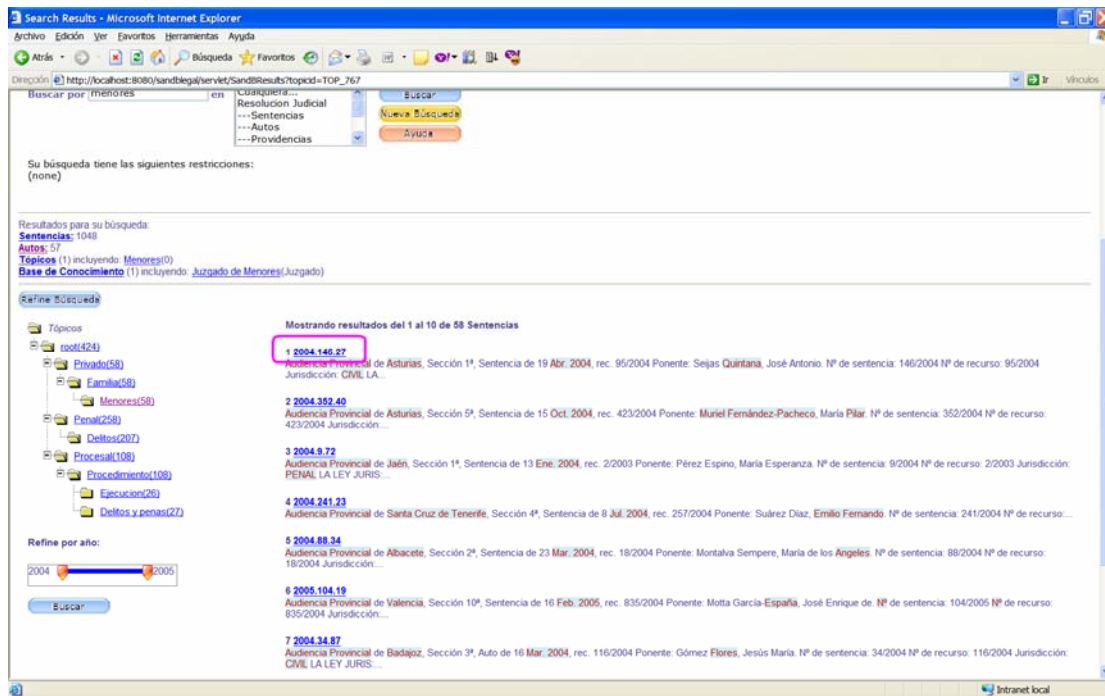 Search Results - Microsoft Internet Explorer
Archivo Edición Ver Favoritos Herramientas Ayuda
Atrás Búsqueda Favoritos
Dirección http://localhost:8080/sandblegal/servlet/SandBResults?topicid=TOP_767 Ir Vínculos
Buscar por menores en Cualquiera... Buscar
Resolucion Judicial
---Sentencias Nueva Búsqueda
---Autos Ayuda
---Providencias
Su búsqueda tiene las siguientes restricciones:
(none)
Resultados para su búsqueda:
Sentencias: 1048
Autos: 57
Tópicos (1) incluyendo: Menores(0)
Base de Conocimiento (1) incluyendo: Juzgado de Menores(Juzgado)
Refine Búsqueda
Tópicos
root(424)
Privado(58)
Familia(58)
Menores(58)
Penal(258)
Delitos(207)
Procesal(108)
Procedimiento(108)
Ejecucion(26)
Delitos y penas(27)
Refine por año:
2004 2005
Buscar
Mostrando resultados del 1 al 10 de 58 Sentencias
1 2004.146.27
Audiencia Provincial de Asturias, Sección 1ª, Sentencia de 19 Abr. 2004, rec. 95/2004 Ponente: Seijas Quintana, José Antonio. Nº de sentencia: 146/2004 Nº de recurso: 95/2004
Jurisdicción: CIVIL LA...
2 2004.352.40
Audiencia Provincial de Asturias, Sección 5ª, Sentencia de 15 Oct. 2004, rec. 423/2004 Ponente: Muriel Fernández-Pacheco, María Pilar. Nº de sentencia: 352/2004 Nº de recurso:
423/2004 Jurisdicción:...
3 2004.9.72
Audiencia Provincial de Jaén, Sección 1ª, Sentencia de 13 Ene. 2004, rec. 2/2003 Ponente: Pérez Espino, María Esperanza. Nº de sentencia: 9/2004 Nº de recurso: 2/2003 Jurisdicción:
PENAL LA LEY JURIS:...
4 2004.241.23
Audiencia Provincial de Santa Cruz de Tenerife, Sección 4ª, Sentencia de 8 Jul. 2004, rec. 257/2004 Ponente: Suárez Díaz, Emilio Fernando. Nº de sentencia: 241/2004 Nº de recurso:...
5 2004.88.34
Audiencia Provincial de Albacete, Sección 2ª, Sentencia de 23 Mar. 2004, rec. 18/2004 Ponente: Montalva Sempere, María de los Angeles. Nº de sentencia: 88/2004 Nº de recurso:
18/2004 Jurisdicción:...
6 2005.104.19
Audiencia Provincial de Valencia, Sección 10ª, Sentencia de 16 Feb. 2005, rec. 835/2004 Ponente: Motta García-España, José Enrique de. Nº de sentencia: 104/2005 Nº de recurso:
835/2004 Jurisdicción:...
7 2004.34.87
Audiencia Provincial de Badajoz, Sección 3ª, Auto de 16 Mar. 2004, rec. 116/2004 Ponente: Gómez Flores, Jesús María. Nº de sentencia: 34/2004 Nº de recurso: 116/2004 Jurisdicción:
CIVIL LA LEY JURIS:...
Intranet local